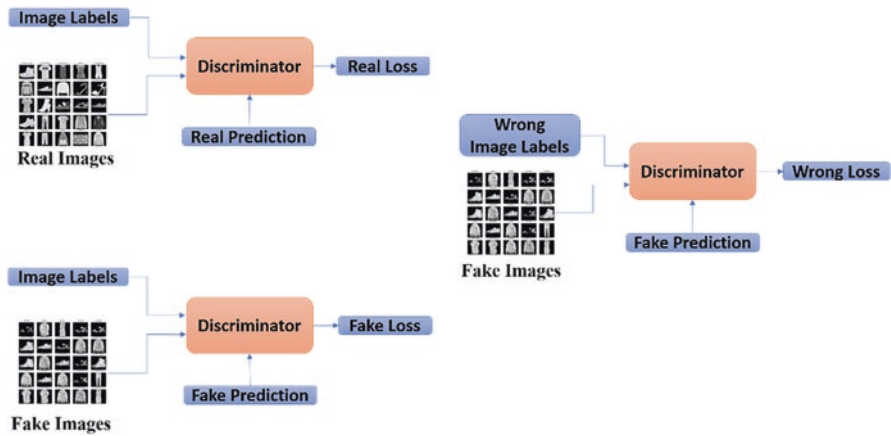 Image Labels
Discriminator
Real Loss
Real Prediction
Real Images
Image Labels
Discriminator
Fake Loss
Fake Prediction
Fake Images
Wrong
Image Labels
Discriminator
Wrong Loss
Fake Prediction
Fake Images